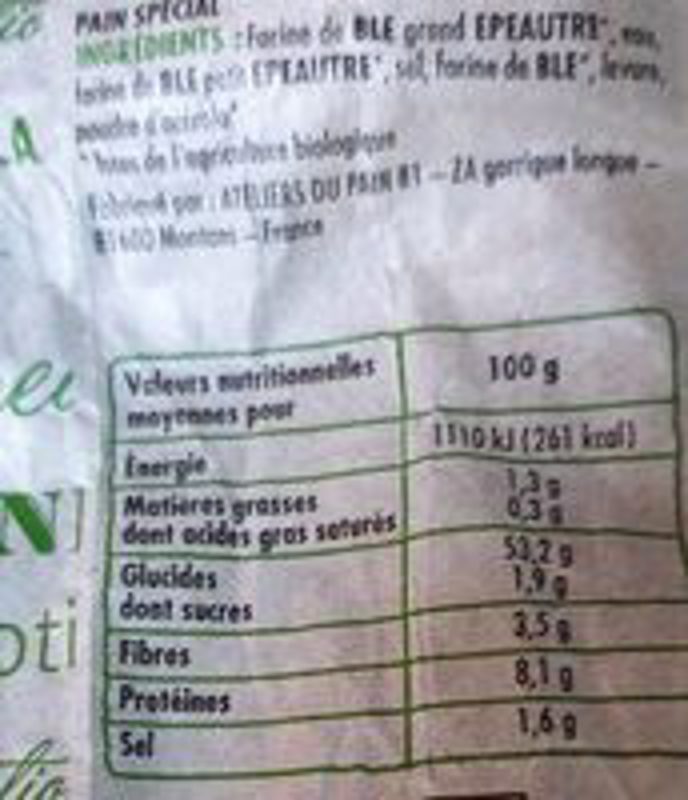 PAIN SPÉCIAL
INGRÉDIENTS : Farine de BLE grand EPEAUTRE*, eau,
farine de BLE petit EPEAUTRE*, sel, farine de BLE*, levure,
poudre d'acérola*
* Issus de l'agriculture biologique
Fabriqué par : ATELIERS DU PAIN 81 – ZA garrigue longue –
81600 Montans – France
Valeurs nutritionnelles
moyennes pour
100 g
Énergie
1110 kJ (261 kcal)
Matières grasses
1,3 g
dont acides gras saturés
0,3 g
Glucides
53,2 g
dont sucres
1,9 g
Fibres
3,5 g
Protéines
8,1 g
Sel
1,6 g
-A
ei
N
oti